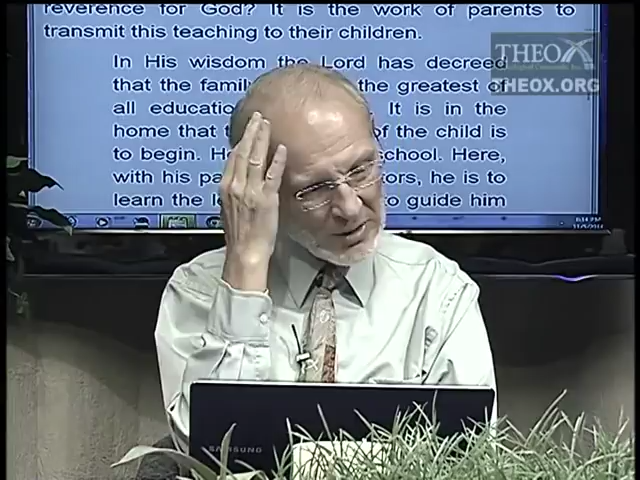 reverence for God? It is the work of parents to
transmit this teaching to their children.
In His wisdom the Lord has decreed
that the family the greatest of
all education It is in the
home that of the child is
to begin. school. Here,
with his he is to
learn the to guide him
THEOX
THEOX.ORG
SAMSUNG